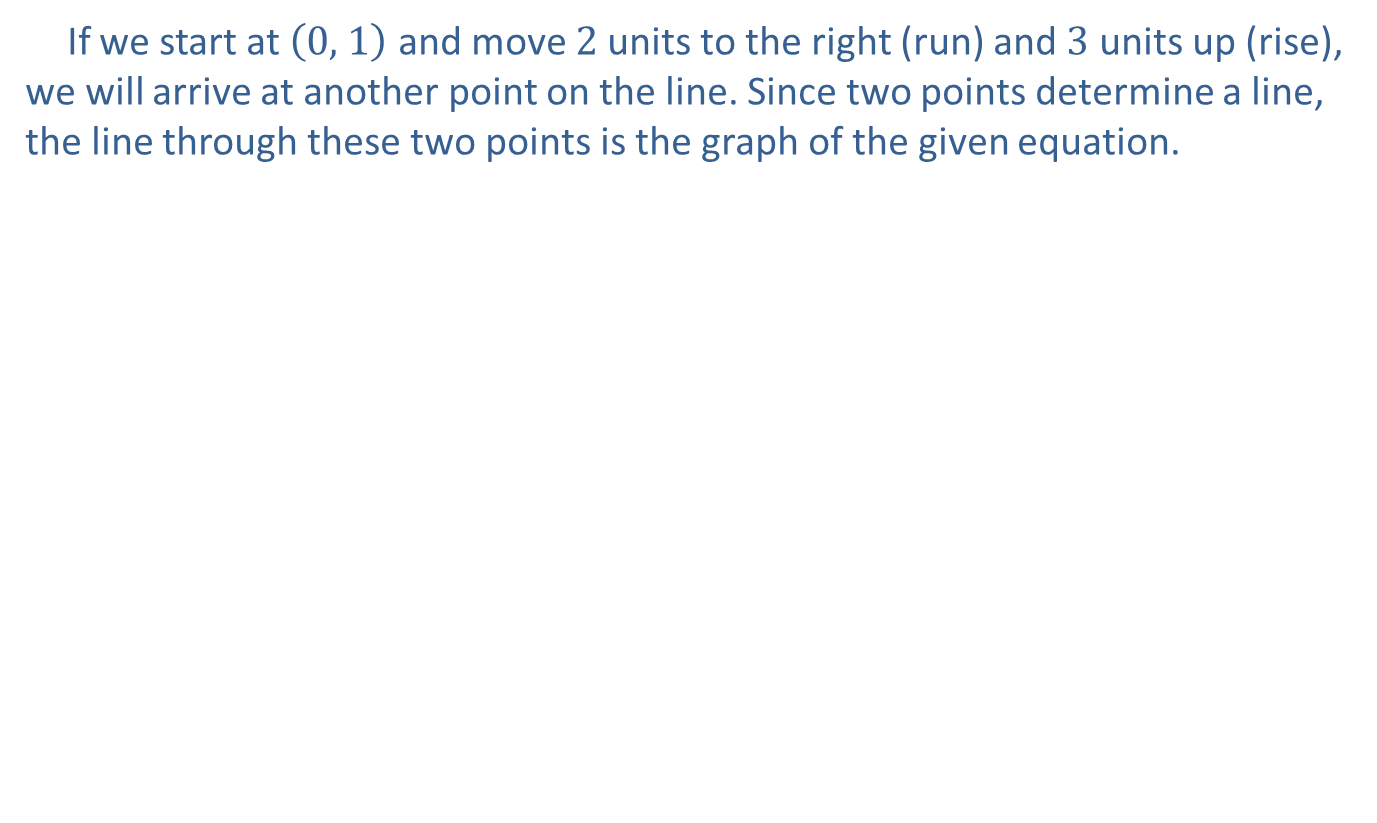 If we start at (0, 1) and move 2 units to the right (run) and 3 units up (rise),
we will arrive at another point on the line. Since two points determine a line,
the line through these two points is the graph of the given equation.